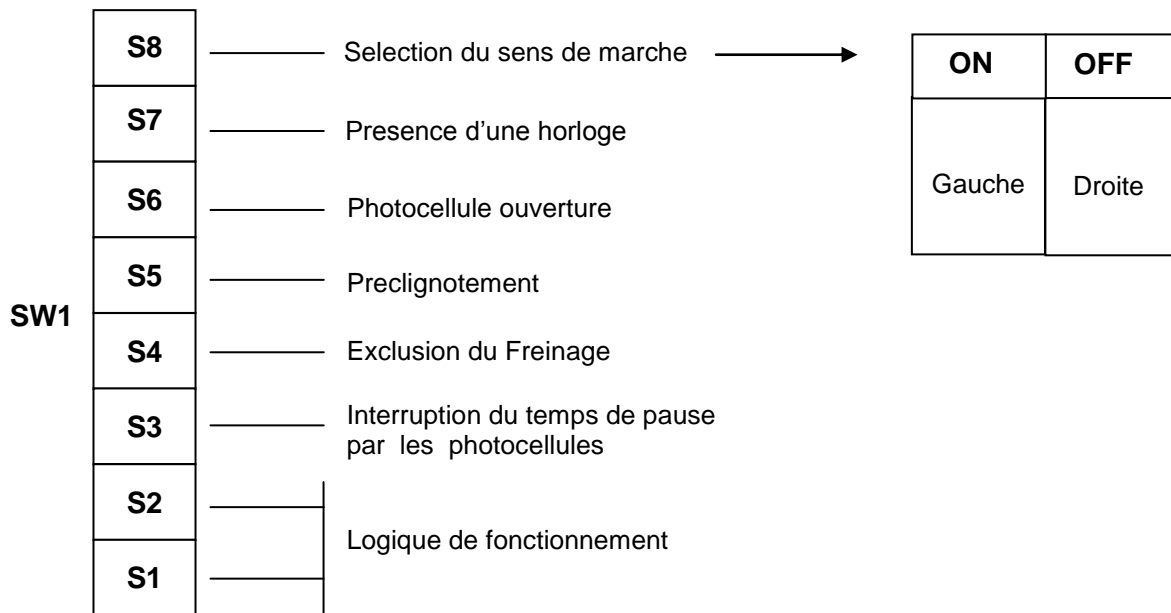 S8 Selection du sens de marche
ON OFF
S7 Presence d'une horloge
Gauche Droite
S6 Photocellule ouverture
S5 Preclignotement
SW1
S4 Exclusion du Freinage
S3 Interruption du temps de pause
par les photocellules
S2
Logique de fonctionnement
S1